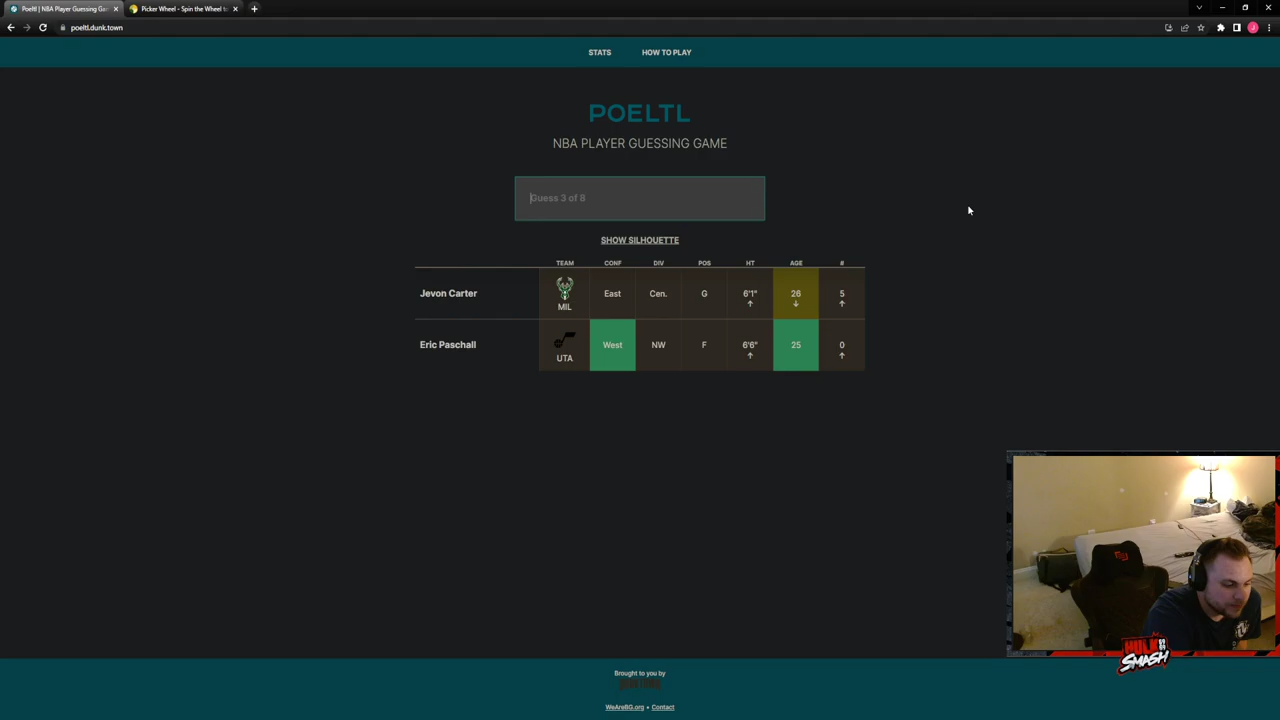 Poeltl | NBA Player Guessing Gam
Picker Wheel - Spin the Wheel to
poeltl.dunk.town
J
STATS
HOW TO PLAY
POELTL
NBA PLAYER GUESSING GAME
Guess 3 of 8
SHOW SILHOUETTE
TEAM CONF DIV POS HT AGE #
Jevon Carter MIL East Cen. G 6'1" ↑ 26 ↓ 5 ↑
Eric Paschall UTA West NW F 6'6" ↑ 25 0 ↑
HULK
SMASH
Brought to you by
WeAreBG.org • Contact